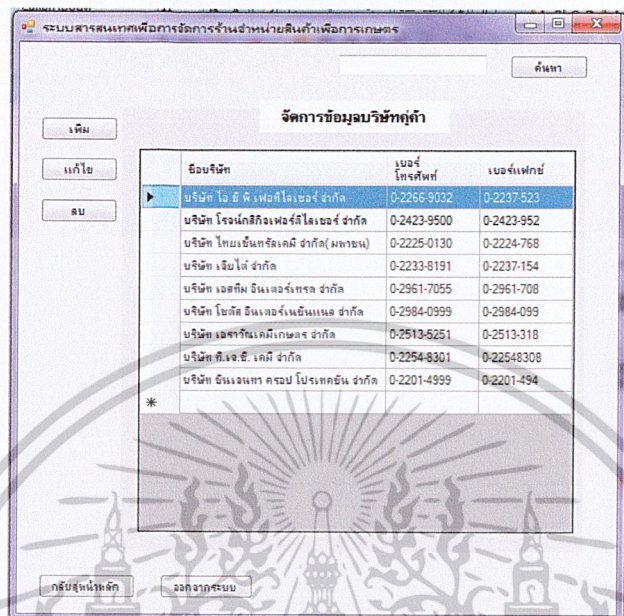 ระบบสารสนเทศเพื่อการจัดการร้านจำหน่ายสินค้าเพื่อการเกษตร
ค้นหา
จัดการข้อมูลบริษัทคู่ค้า
เพิ่ม
แก้ไข
ลบ
ชื่อบริษัท เบอร์โทรศัพท์ เบอร์แฟกซ์
บริษัท ไอ ซี พี เฟอทิไลเซอร์ จำกัด 0-2266-9032 0-2237-523
บริษัท โรจน์กสิกิจเฟอร์ติไลเซอร์ จำกัด 0-2423-9500 0-2423-952
บริษัท ไทยเซ็นทรัลเคมี จำกัด( มหาชน) 0-2225-0130 0-2224-768
บริษัท เจียไต๋ จำกัด 0-2233-8191 0-2237-154
บริษัท เอสทีม อินเตอร์เทรด จำกัด 0-2961-7055 0-2961-708
บริษัท โซตัส อินเตอร์เนชันแนล จำกัด 0-2984-0999 0-2984-099
บริษัท เอราวัณเคมีเกษตร จำกัด 0-2513-5251 0-2513-318
บริษัท ที.เจ.ซี. เคมี จำกัด 0-2254-8301 0-22548308
บริษัท ซินเจนทา ครอป โปรเทคชัน จำกัด 0-2201-4999 0-2201-494
กลับสู่หน้าหลัก ออกจากระบบ